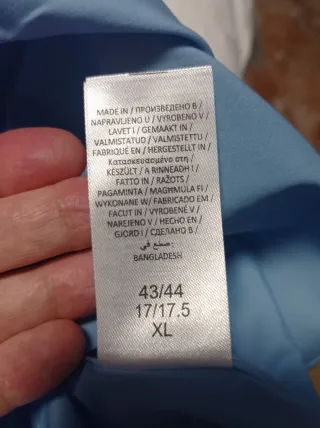 MADE IN / ПРОИЗВЕДЕНО В /
NAPRAVLJENO U / VYROBENO V /
LAVET I / GEMAAKT IN /
VALMISTATUD / VALMISTETTU /
FABRIQUÉ EN / HERGESTELLT IN /
Κατασκευασμένο στη /
KÉSZÜLT / A RINNEADH I /
FATTO IN / RAŽOTS /
PAGAMINTA / MAGHMULA FI /
WYKONANE W / FABRICADO EM /
FACUT IN / VYROBENÉ V /
NAREJENO V / HECHO EN /
GJORD I / СДЕЛАНО В /
صنع في :
BANGLADESH
43/44
17/17.5
XL